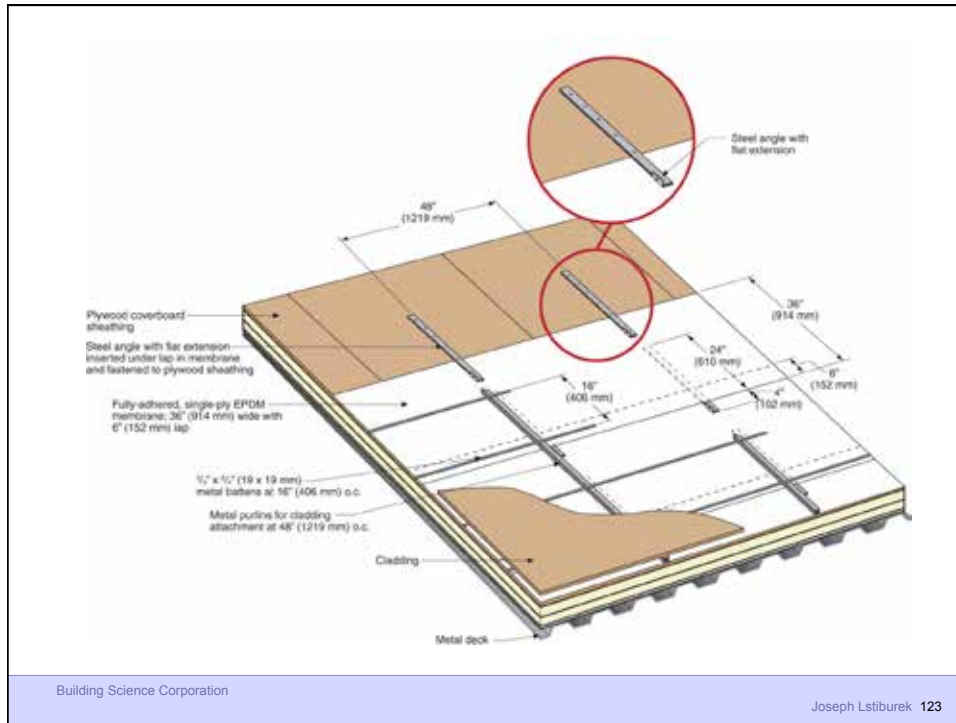 Steel angle with
flat extension
48"
(1219 mm)
36"
(914 mm)
Plywood coverboard
sheathing
24"
(610 mm)
Steel angle with flat extension
inserted under lap in membrane
and fastened to plywood sheathing
6"
(152 mm)
16"
(406 mm)
4"
(102 mm)
Fully-adhered, single-ply EPDM
membrane; 36" (914 mm) wide with
6" (152 mm) lap
¾" x ¾" (19 x 19 mm)
metal battens at 16" (406 mm) o.c.
Metal purlins for cladding
attachment at 48" (1219 mm) o.c.
Cladding
Metal deck
Building Science Corporation
Joseph Lstiburek 123